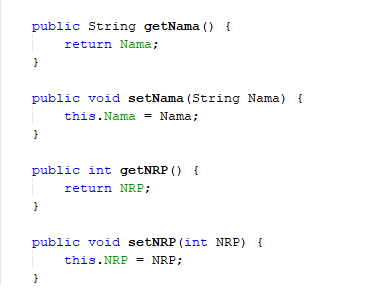 public String getNama() {
return Nama;
}
public void setNama(String Nama) {
this.Nama = Nama;
}
public int getNRP() {
return NRP;
}
public void setNRP(int NRP) {
this.NRP = NRP;
}